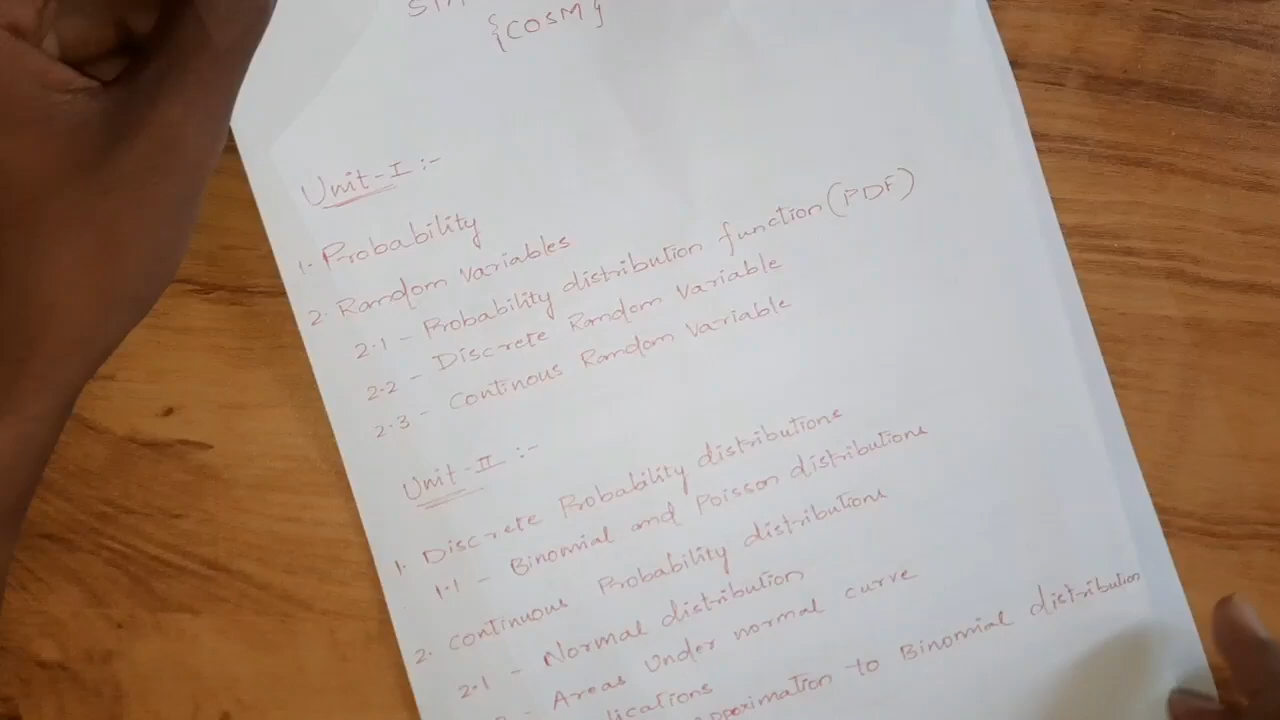 {COSM}
Unit-I :-
1. Probability
2. Random variables
2.1 - Probability distribution function (PDF)
2.2 - Discrete Random variable
2.3 - Continous Random variable
Unit-II :-
1. Discrete Probability distributions
1.1 - Binomial and Poisson distributions
2. Continuous Probability distributions
2.1 - Normal distribution
- Areas Under normal curve
to Binomial distribution